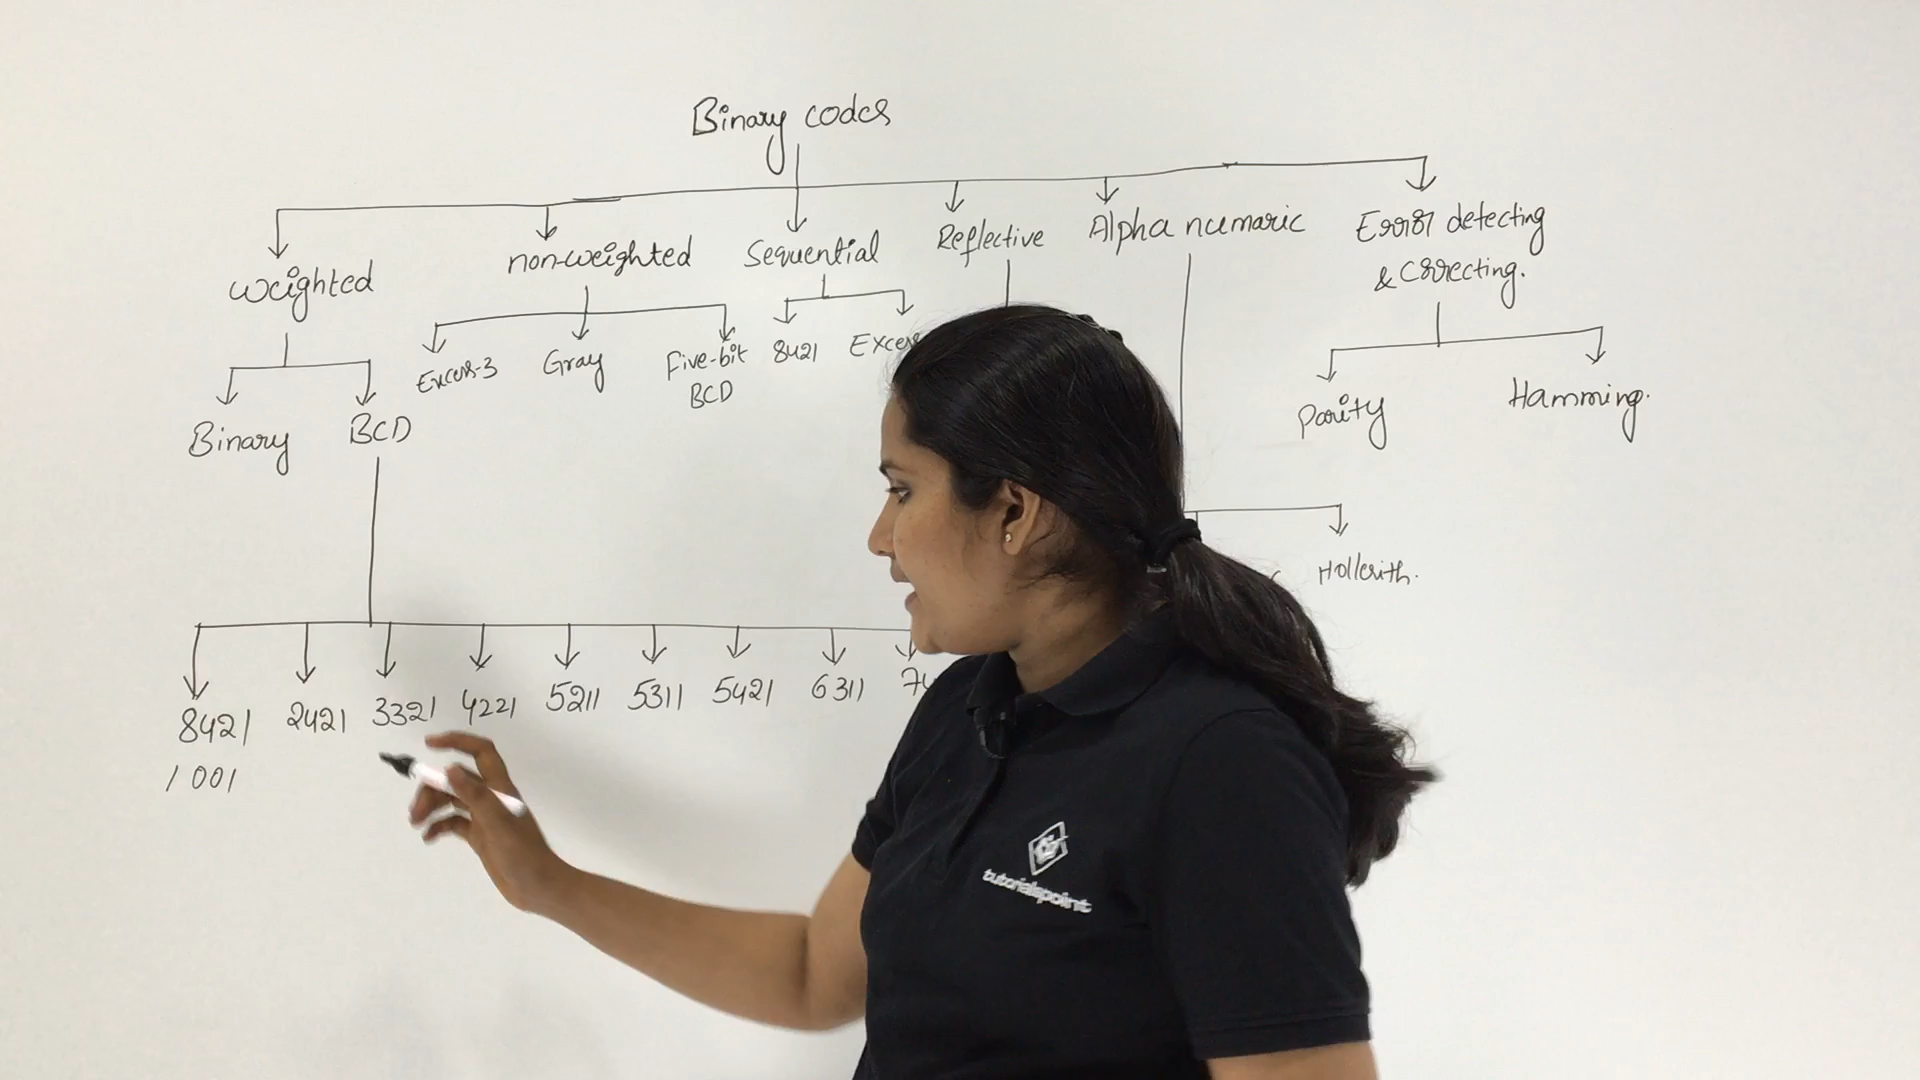 Binary codes
weighted non-weighted Sequential Reflective Alpha numaric Error detecting
& Correcting.
Binary BCD Excess-3 Gray Five-bit 8421 Parity Hamming.
BCD
Hollerith.
8421 2421 3321 4221 5211 5311 5421 6311
1001
tutorialspoint